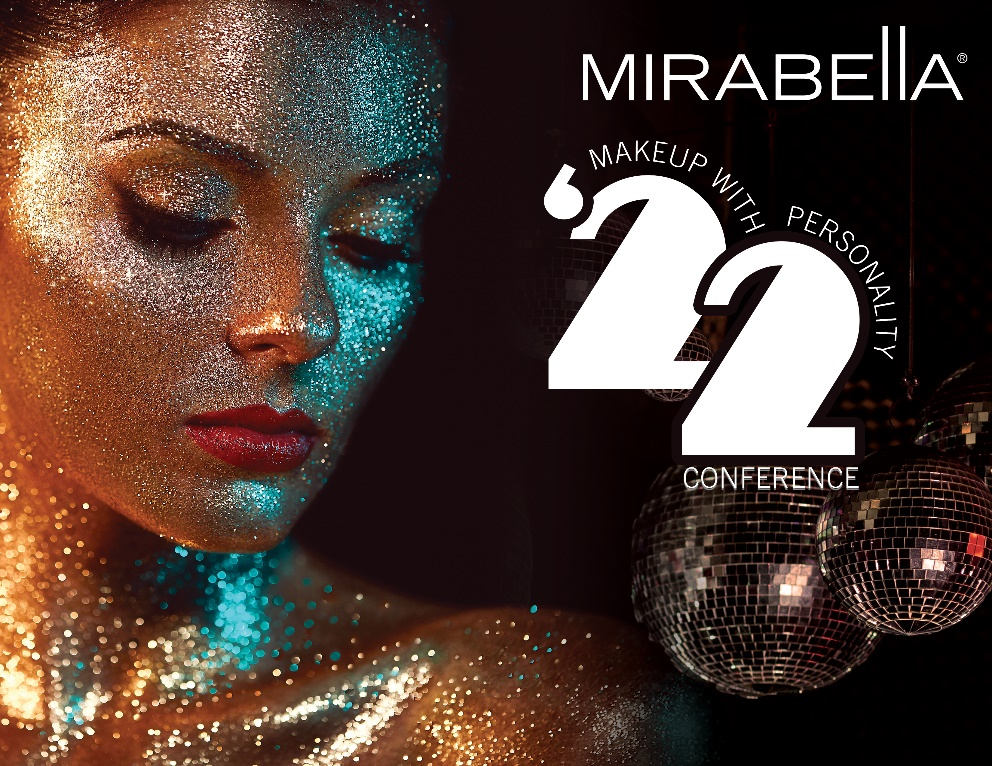 MIRABEllA®
MAKEUP WITH PERSONALITY
'22
CONFERENCE